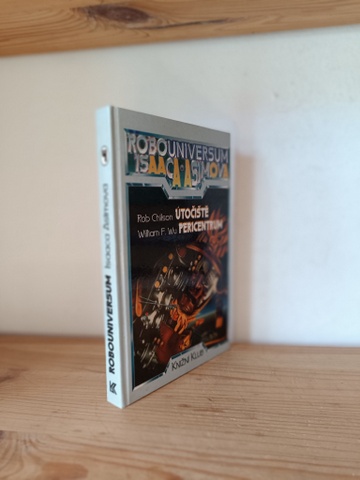 ROBOUNIVERSUM
ISAACA ASIMOVA
Rob Chilson ÚTOČIŠTĚ
William F. Wu PERICENTRUM
Knižní Klub
ROBOUNIVERSUM Isaaca Asimova